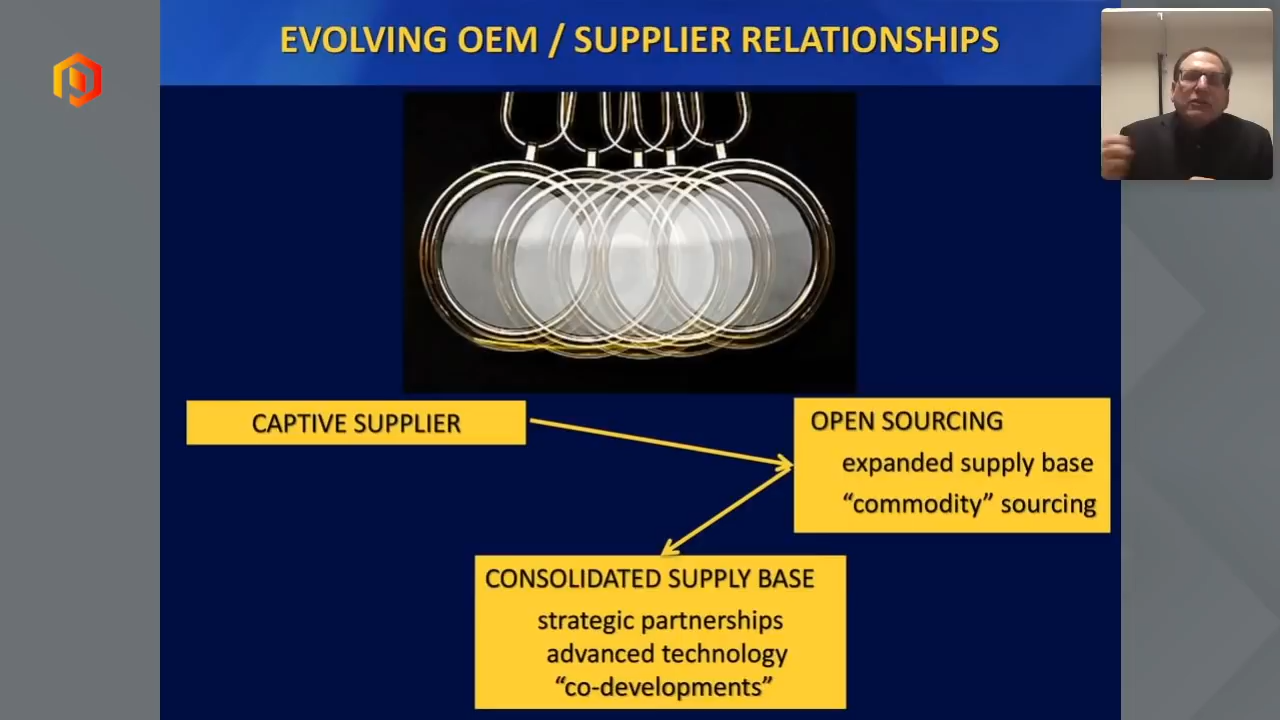 EVOLVING OEM / SUPPLIER RELATIONSHIPS
CAPTIVE SUPPLIER
OPEN SOURCING
expanded supply base
“commodity” sourcing
CONSOLIDATED SUPPLY BASE
strategic partnerships
advanced technology
“co-developments”